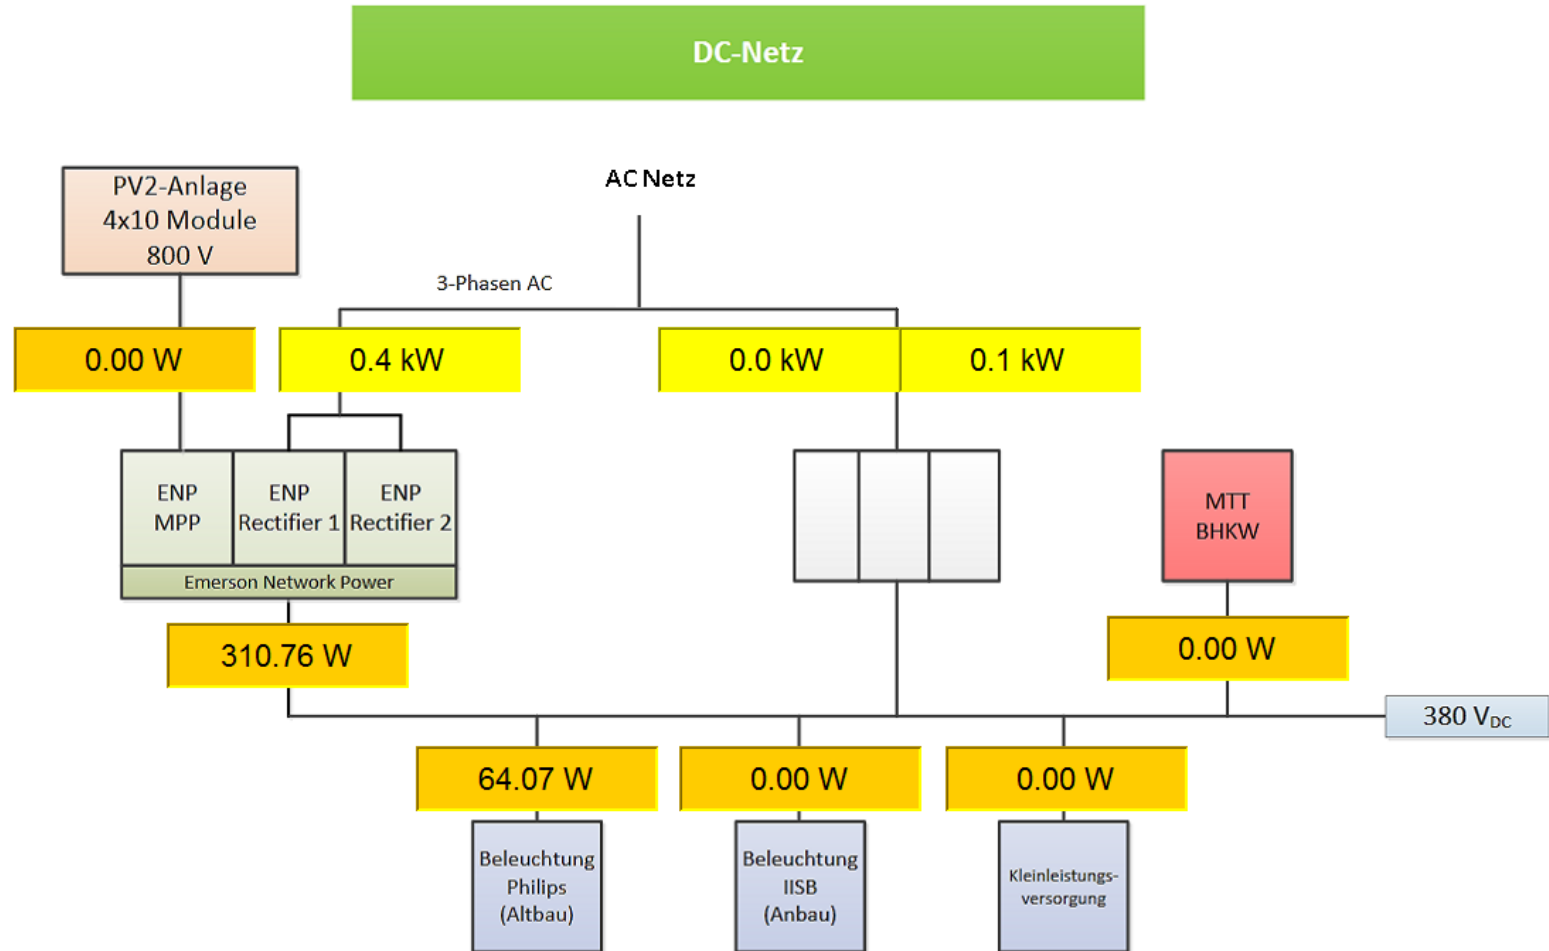 DC-Netz
PV2-Anlage
4x10 Module
800 V
AC Netz
3-Phasen AC
0.00 W
0.4 kW
0.0 kW
0.1 kW
ENP
MPP
ENP
Rectifier 1
ENP
Rectifier 2
Emerson Network Power
MTT
BHKW
310.76 W
0.00 W
380 VDC
64.07 W
0.00 W
0.00 W
Beleuchtung
Philips
(Altbau)
Beleuchtung
IISB
(Anbau)
Kleinleistungs-
versorgung